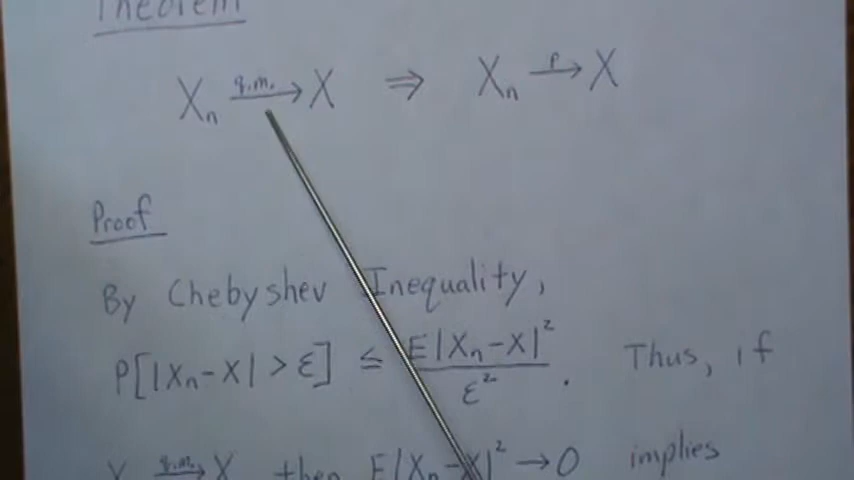 Theorem
Xₙ —q.m.→ X ⇒ Xₙ —P→ X
Proof
By Chebyshev Inequality,
P[|Xₙ-X| > ε] ≤ E|Xₙ-X|² / ε² . Thus, if
Xₙ —q.m.→ X then E|Xₙ-X|² → 0 implies